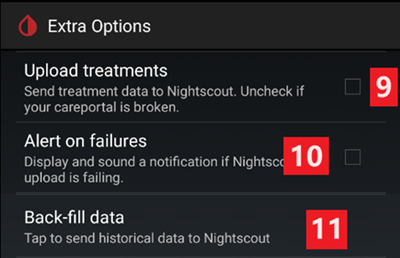 Extra Options
Upload treatments
Send treatment data to Nightscout. Uncheck if
your careportal is broken.
9
Alert on failures
Display and sound a notification if
upload is failing.
10
Back-fill data
Tap to send historical data to Nightscout
11